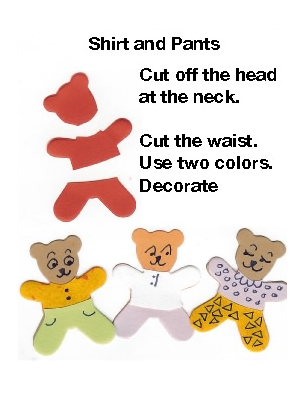 Shirt and Pants
Cut off the head
at the neck.
Cut the waist.
Use two colors.
Decorate